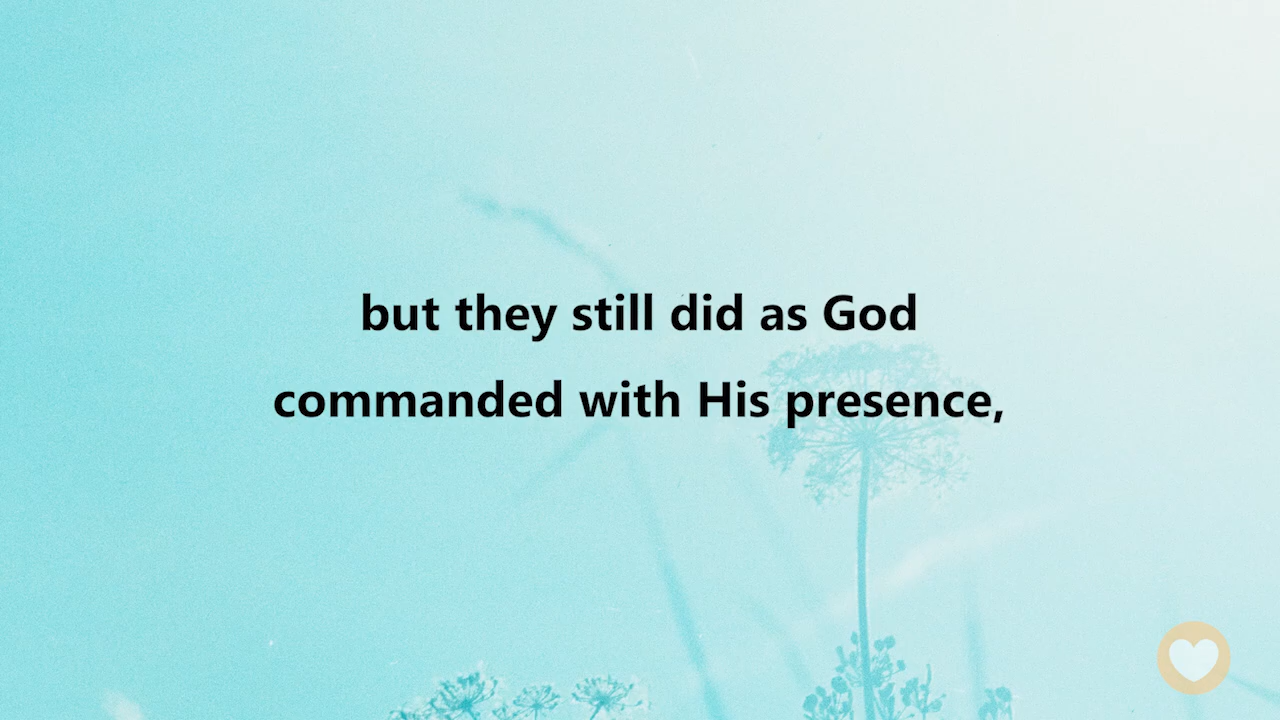 but they still did as God
commanded with His presence,